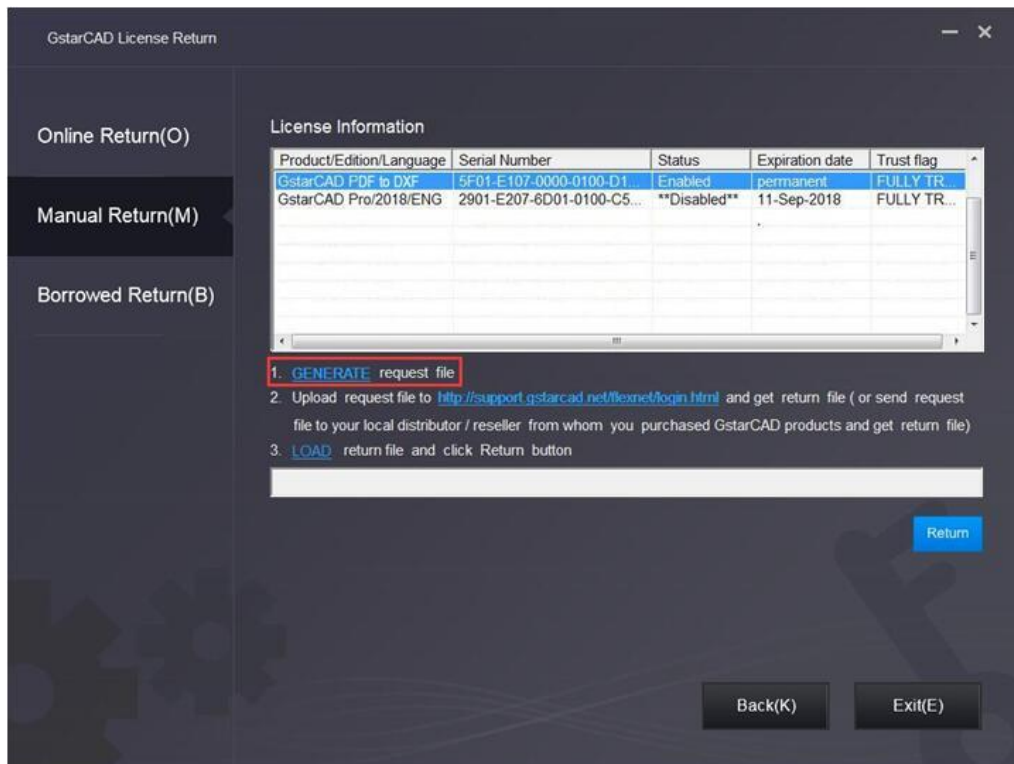 GstarCAD License Return
Online Return(O)
Manual Return(M)
Borrowed Return(B)
License Information
Product/Edition/Language Serial Number Status Expiration date Trust flag
GstarCAD PDF to DXF 5F01-E107-0000-0100-D1... Enabled permanent FULLY TR...
GstarCAD Pro/2018/ENG 2901-E207-6D01-0100-C5... **Disabled** 11-Sep-2018 FULLY TR...
1. GENERATE request file
2. Upload request file to http://support.gstarcad.net/flexnet/login.html and get return file ( or send request
file to your local distributor / reseller from whom you purchased GstarCAD products and get return file)
3. LOAD return file and click Return button
Return
Back(K)
Exit(E)